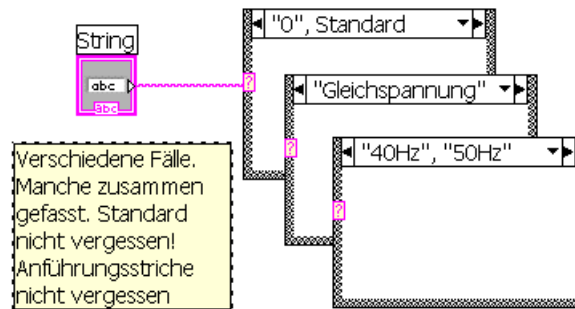 String
abc
abc
"0", Standard
?
"Gleichspannung"
?
"40Hz", "50Hz"
?
Verschiedene Fälle.
Manche zusammen
gefasst. Standard
nicht vergessen!
Anführungsstriche
nicht vergessen